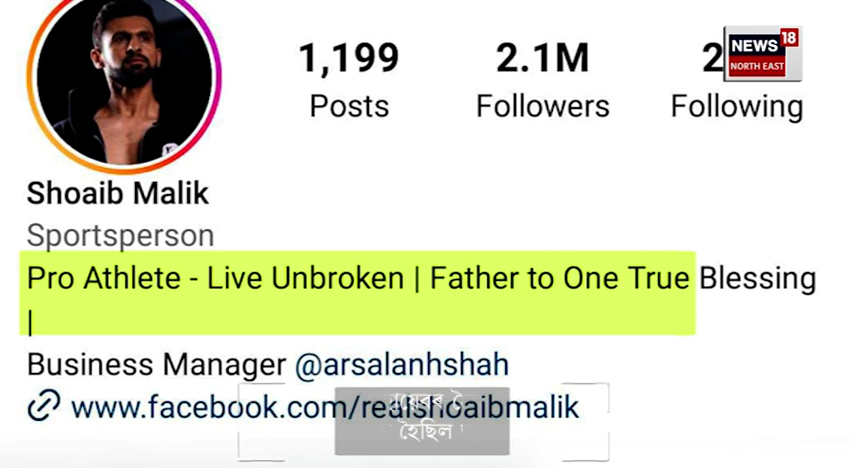 1,199 2.1M 2
Posts Followers Following
NEWS 18
NORTH EAST
Shoaib Malik
Sportsperson
Pro Athlete - Live Unbroken | Father to One True Blessing
|
Business Manager @arsalanhshah
www.facebook.com/realshoaibmalik
হৈছিল